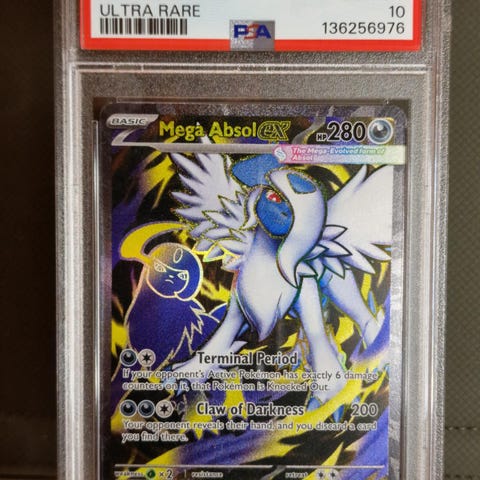 ULTRA RARE PSA 10
136256976
BASIC Mega Absol ex HP 280
The Mega-Evolved form of
Absol
Terminal Period
If your opponent's Active Pokémon has exactly 6 damage
counters on it, that Pokémon is Knocked Out.
Claw of Darkness 200
Your opponent reveals their hand, and you discard a card
you find there.
weakness ×2 resistance retreat